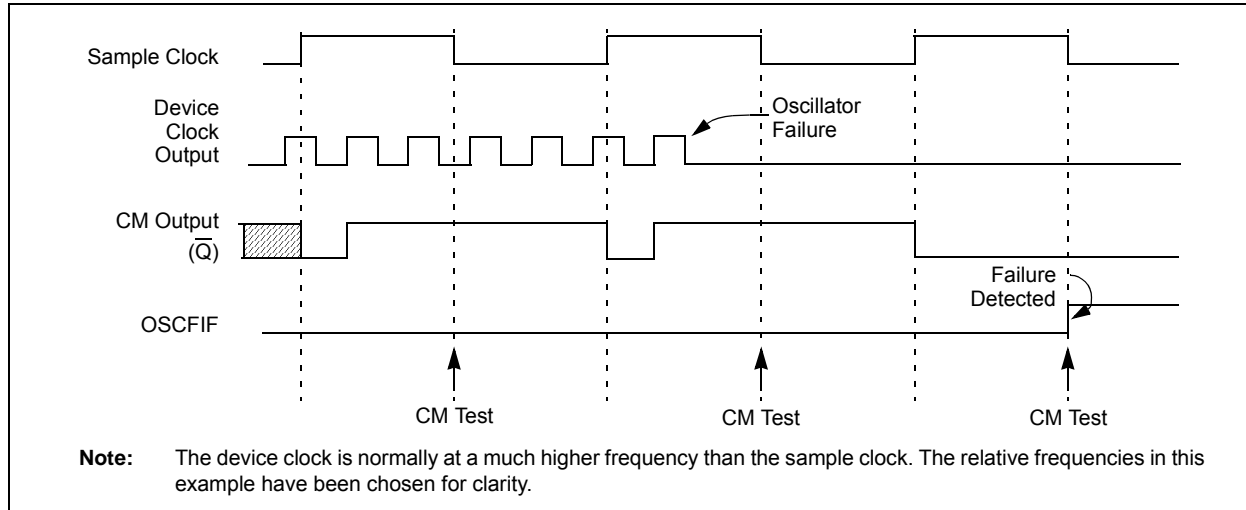 Sample Clock
Device
Clock
Output
Oscillator
Failure
CM Output
(Q̅)
Failure
Detected
OSCFIF
CM Test
CM Test
CM Test
Note: The device clock is normally at a much higher frequency than the sample clock. The relative frequencies in this
example have been chosen for clarity.